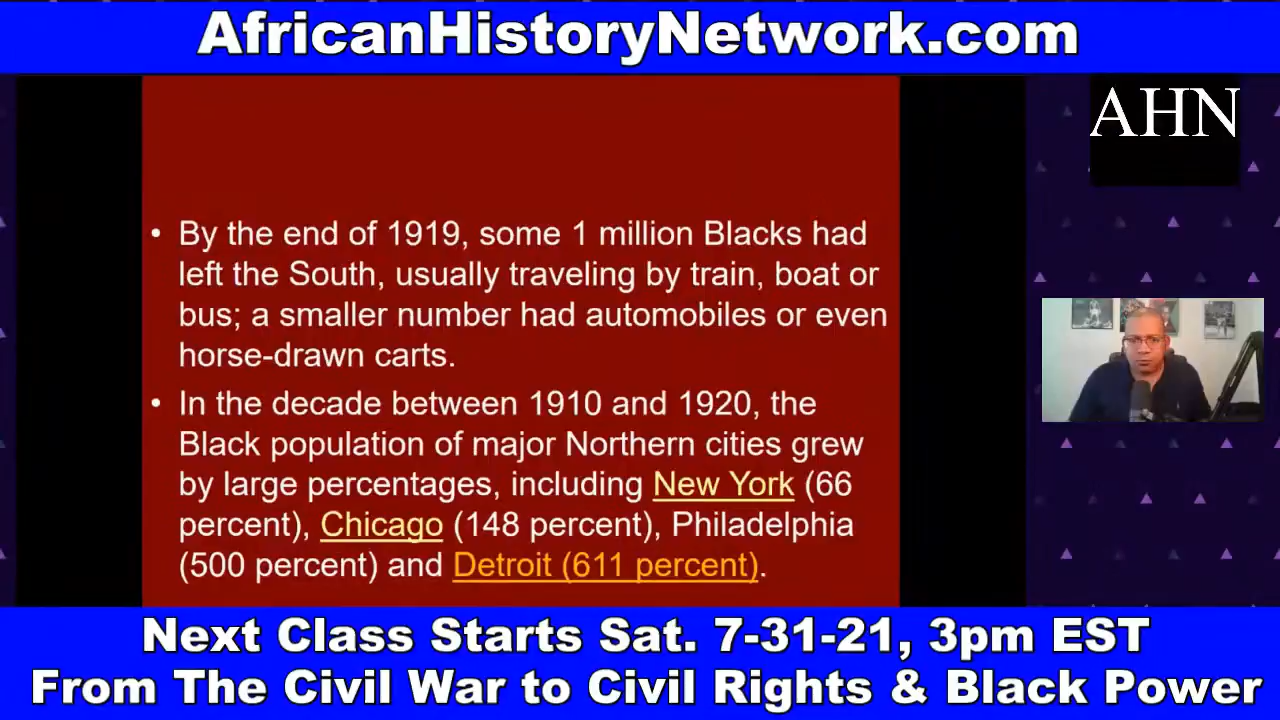 AfricanHistoryNetwork.com
AHN
• By the end of 1919, some 1 million Blacks had
left the South, usually traveling by train, boat or
bus; a smaller number had automobiles or even
horse-drawn carts.
• In the decade between 1910 and 1920, the
Black population of major Northern cities grew
by large percentages, including New York (66
percent), Chicago (148 percent), Philadelphia
(500 percent) and Detroit (611 percent).
Next Class Starts Sat. 7-31-21, 3pm EST
From The Civil War to Civil Rights & Black Power